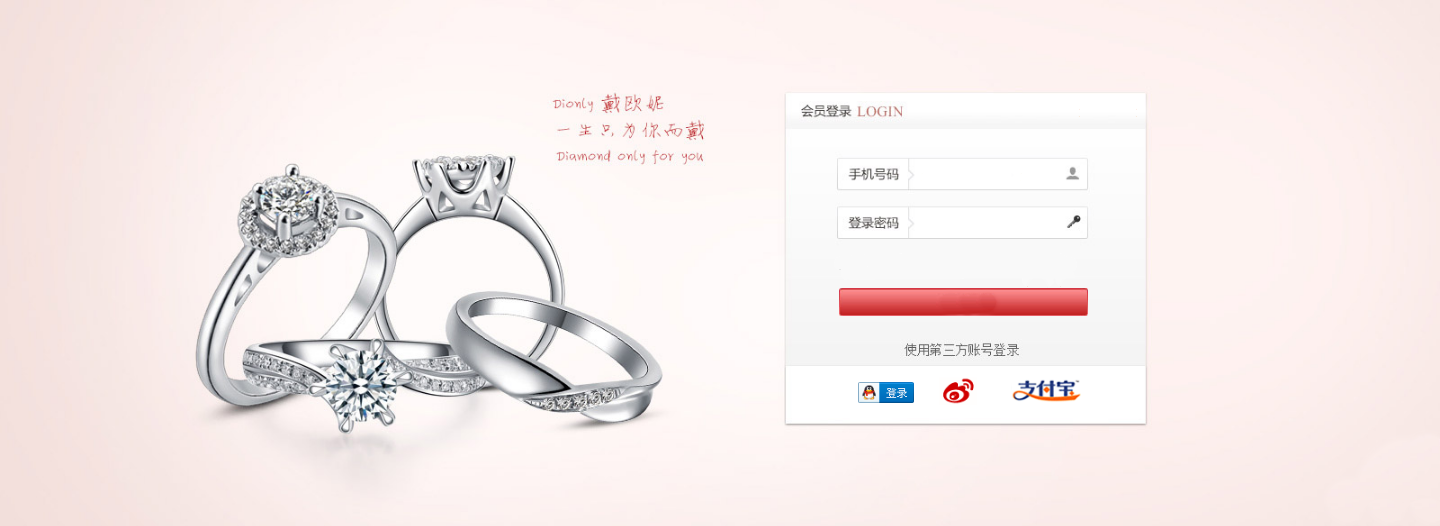 Dionly 戴欧妮
一生只为你而戴
Diamond only for you
会员登录 LOGIN
手机号码
登录密码
使用第三方账号登录
登录
支付宝